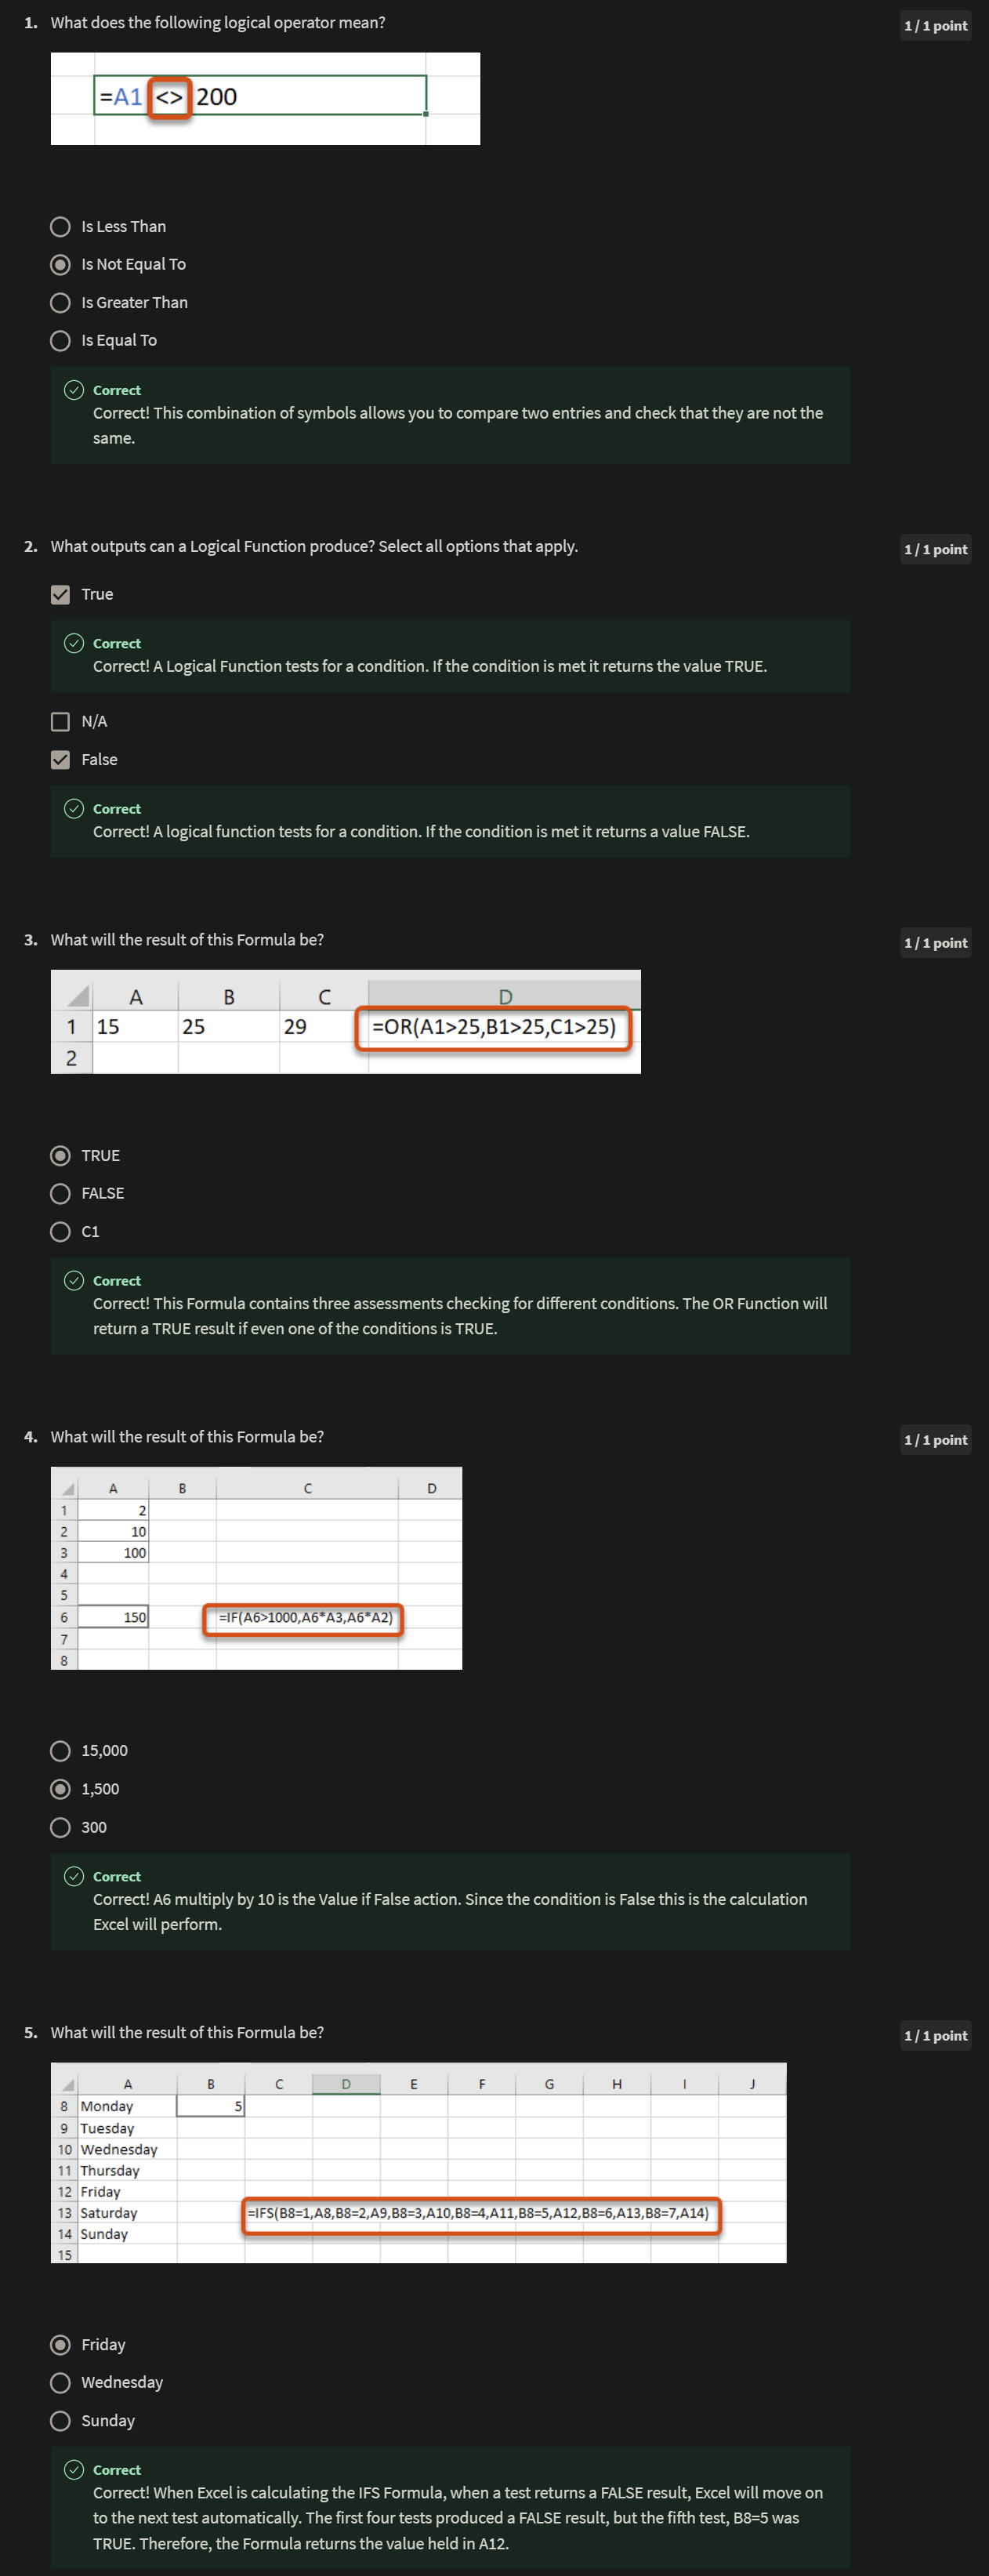 1. What does the following logical operator mean?
1 / 1 point
=A1 <> 200
Is Less Than
Is Not Equal To
Is Greater Than
Is Equal To
Correct
Correct! This combination of symbols allows you to compare two entries and check that they are not the
same.
2. What outputs can a Logical Function produce? Select all options that apply.
1 / 1 point
True
Correct
Correct! A Logical Function tests for a condition. If the condition is met it returns the value TRUE.
N/A
False
Correct
Correct! A logical function tests for a condition. If the condition is met it returns a value FALSE.
3. What will the result of this Formula be?
1 / 1 point
A B C D
1 15 25 29 =OR(A1>25,B1>25,C1>25)
2
TRUE
FALSE
C1
Correct
Correct! This Formula contains three assessments checking for different conditions. The OR Function will
return a TRUE result if even one of the conditions is TRUE.
4. What will the result of this Formula be?
1 / 1 point
A B C D
1 2
2 10
3 100
4
5
6 150 =IF(A6>1000,A6*A3,A6*A2)
7
8
15,000
1,500
300
Correct
Correct! A6 multiply by 10 is the Value if False action. Since the condition is False this is the calculation
Excel will perform.
5. What will the result of this Formula be?
1 / 1 point
A B C D E F G H I J
8 Monday 5
9 Tuesday
10 Wednesday
11 Thursday
12 Friday
13 Saturday =IFS(B8=1,A8,B8=2,A9,B8=3,A10,B8=4,A11,B8=5,A12,B8=6,A13,B8=7,A14)
14 Sunday
15
Friday
Wednesday
Sunday
Correct
Correct! When Excel is calculating the IFS Formula, when a test returns a FALSE result, Excel will move on
to the next test automatically. The first four tests produced a FALSE result, but the fifth test, B8=5 was
TRUE. Therefore, the Formula returns the value held in A12.